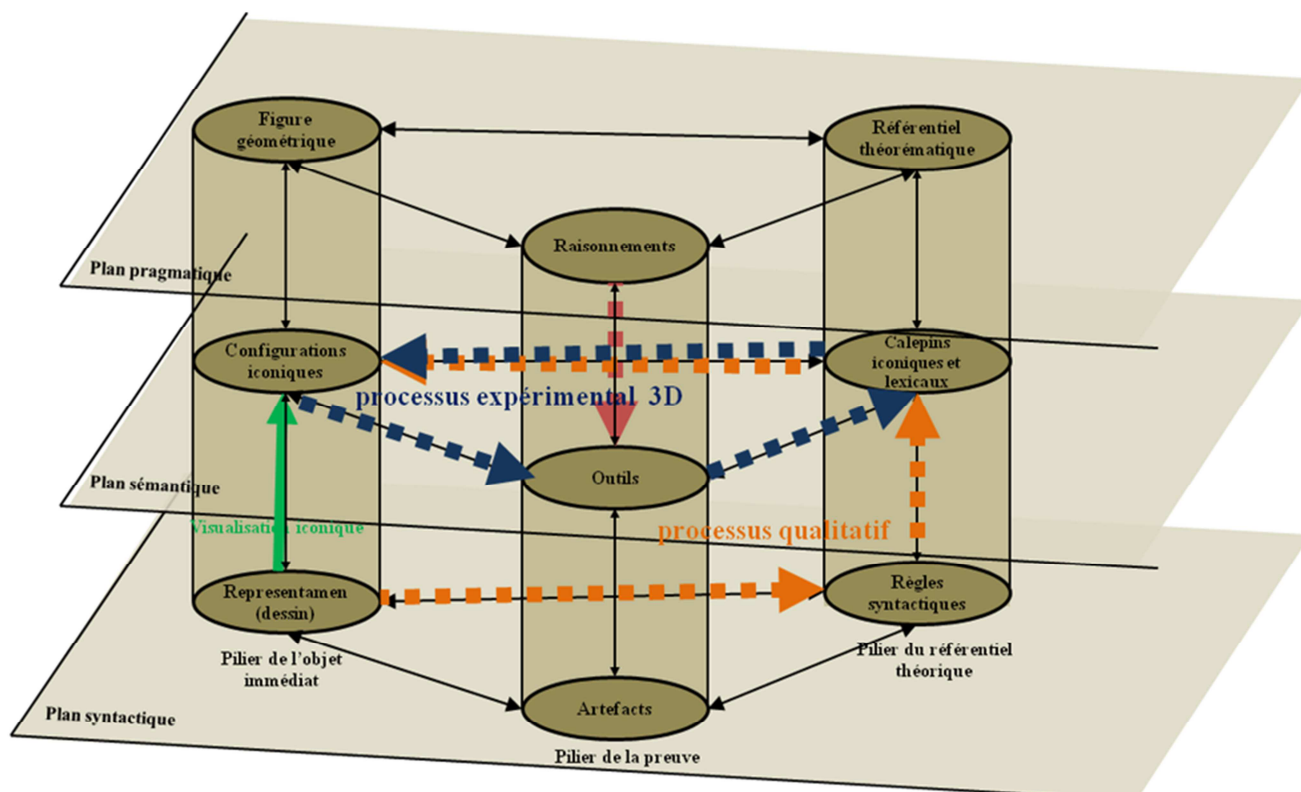 Figure
géométrique
Référentiel
théorématique
Raisonnements
Plan pragmatique
Configurations
iconiques
Calepins
iconiques et
lexicaux
processus expérimental 3D
Outils
Plan sémantique
Visualisation iconique
processus qualitatif
Representamen
(dessin)
Règles
syntactiques
Pilier de l'objet
immédiat
Pilier du référentiel
théorique
Artefacts
Plan syntactique
Pilier de la preuve